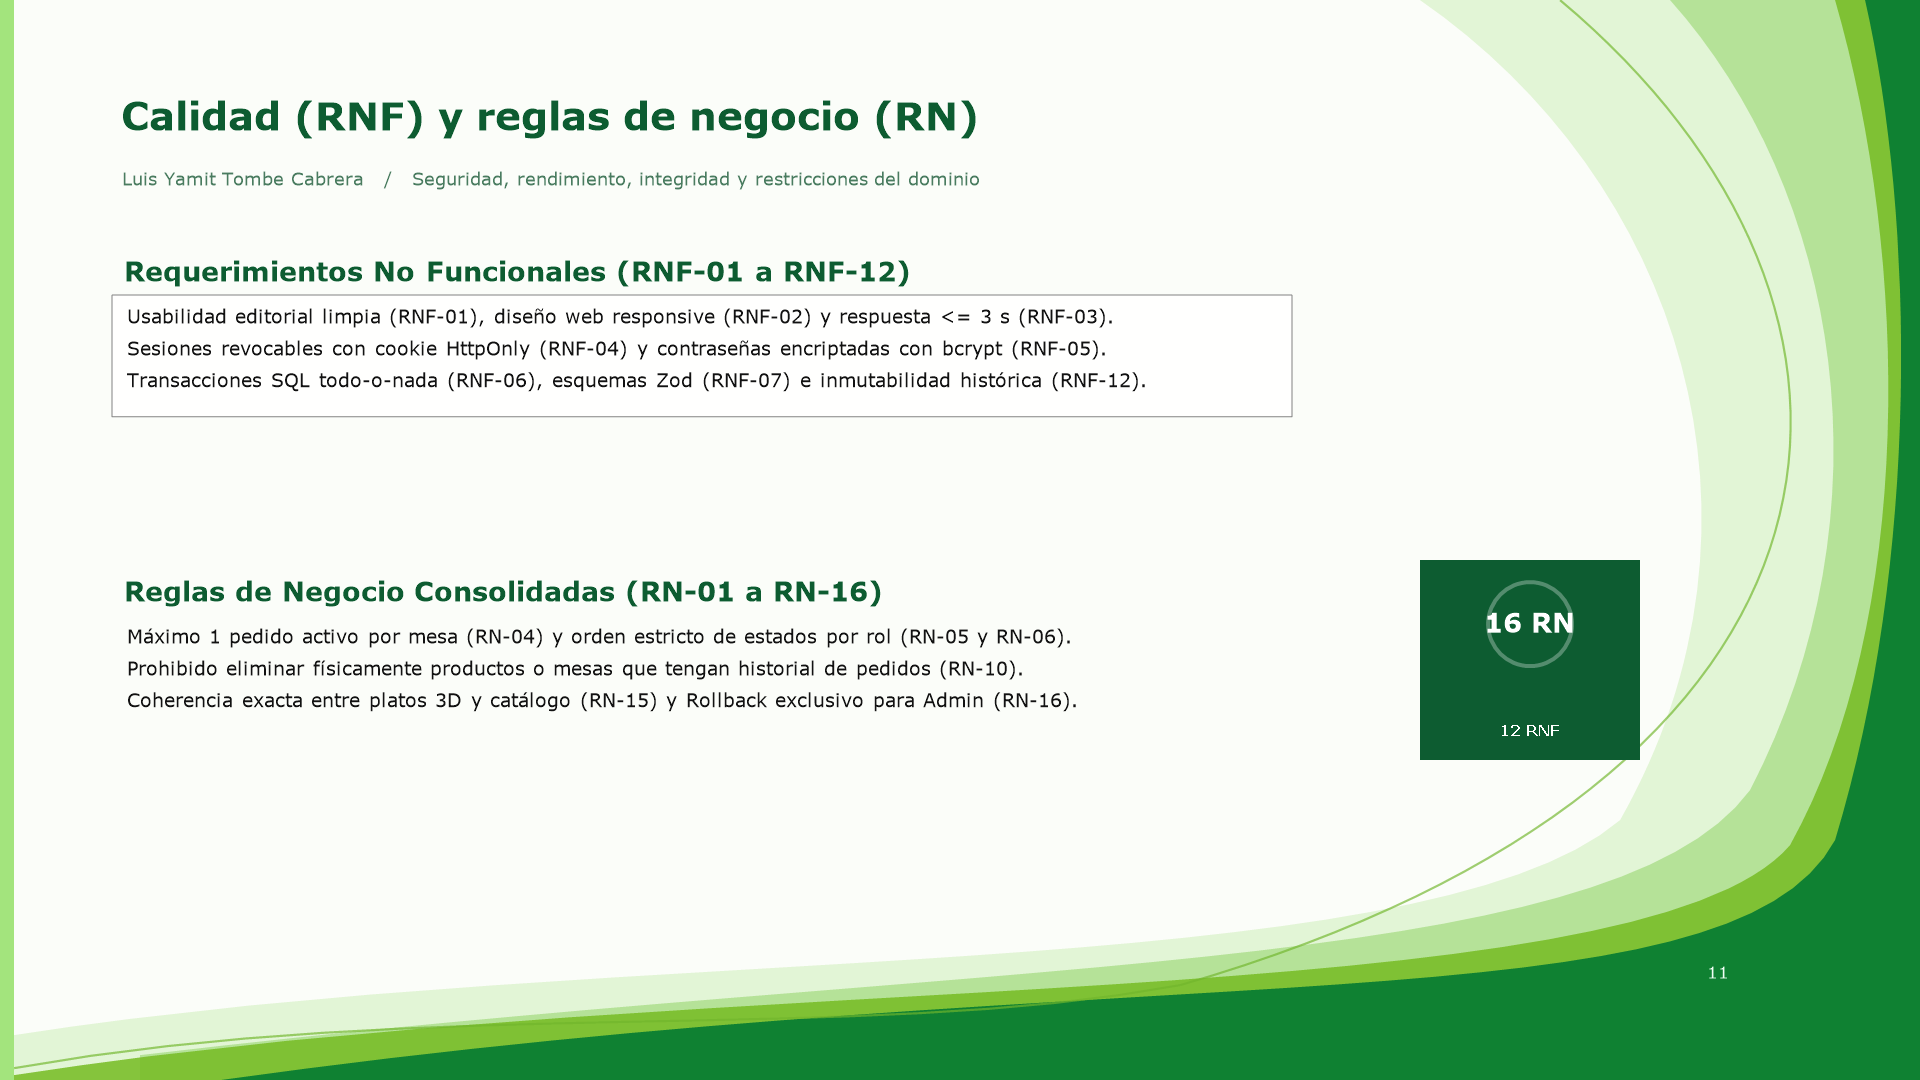 Calidad (RNF) y reglas de negocio (RN)
Luis Yamit Tombe Cabrera / Seguridad, rendimiento, integridad y restricciones del dominio
Requerimientos No Funcionales (RNF-01 a RNF-12)
Usabilidad editorial limpia (RNF-01), diseño web responsive (RNF-02) y respuesta <= 3 s (RNF-03).
Sesiones revocables con cookie HttpOnly (RNF-04) y contraseñas encriptadas con bcrypt (RNF-05).
Transacciones SQL todo-o-nada (RNF-06), esquemas Zod (RNF-07) e inmutabilidad histórica (RNF-12).
Reglas de Negocio Consolidadas (RN-01 a RN-16)
Máximo 1 pedido activo por mesa (RN-04) y orden estricto de estados por rol (RN-05 y RN-06).
Prohibido eliminar físicamente productos o mesas que tengan historial de pedidos (RN-10).
Coherencia exacta entre platos 3D y catálogo (RN-15) y Rollback exclusivo para Admin (RN-16).
16 RN
12 RNF
11